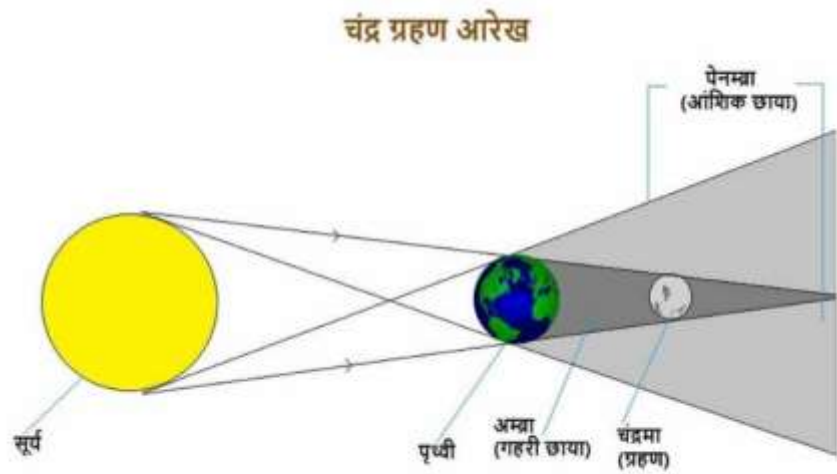 चंद्र ग्रहण आरेख
पेनम्ब्रा
(आंशिक छाया)
सूर्य
पृथ्वी
अम्ब्रा
(गहरी छाया)
चंद्रमा
(ग्रहण)